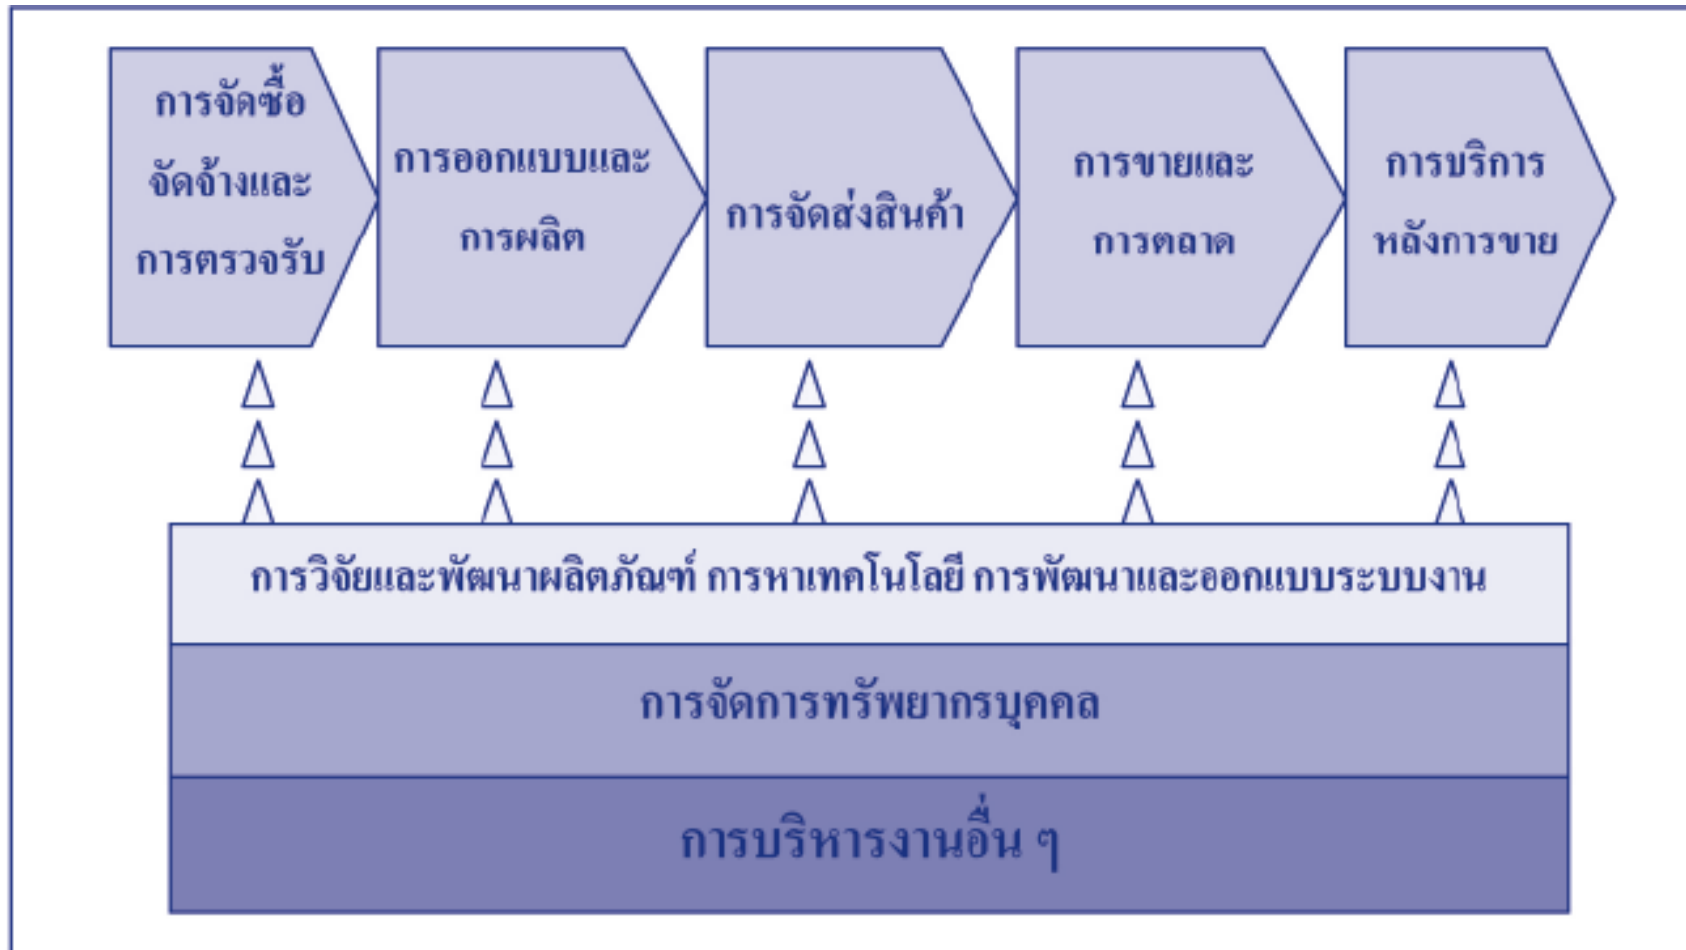 การจัดซื้อ
จัดจ้างและ
การตรวจรับ
การออกแบบและ
การผลิต
การจัดส่งสินค้า
การขายและ
การตลาด
การบริการ
หลังการขาย
การวิจัยและพัฒนาผลิตภัณฑ์ การหาเทคโนโลยี การพัฒนาและออกแบบระบบงาน
การจัดการทรัพยากรบุคคล
การบริหารงานอื่น ๆ